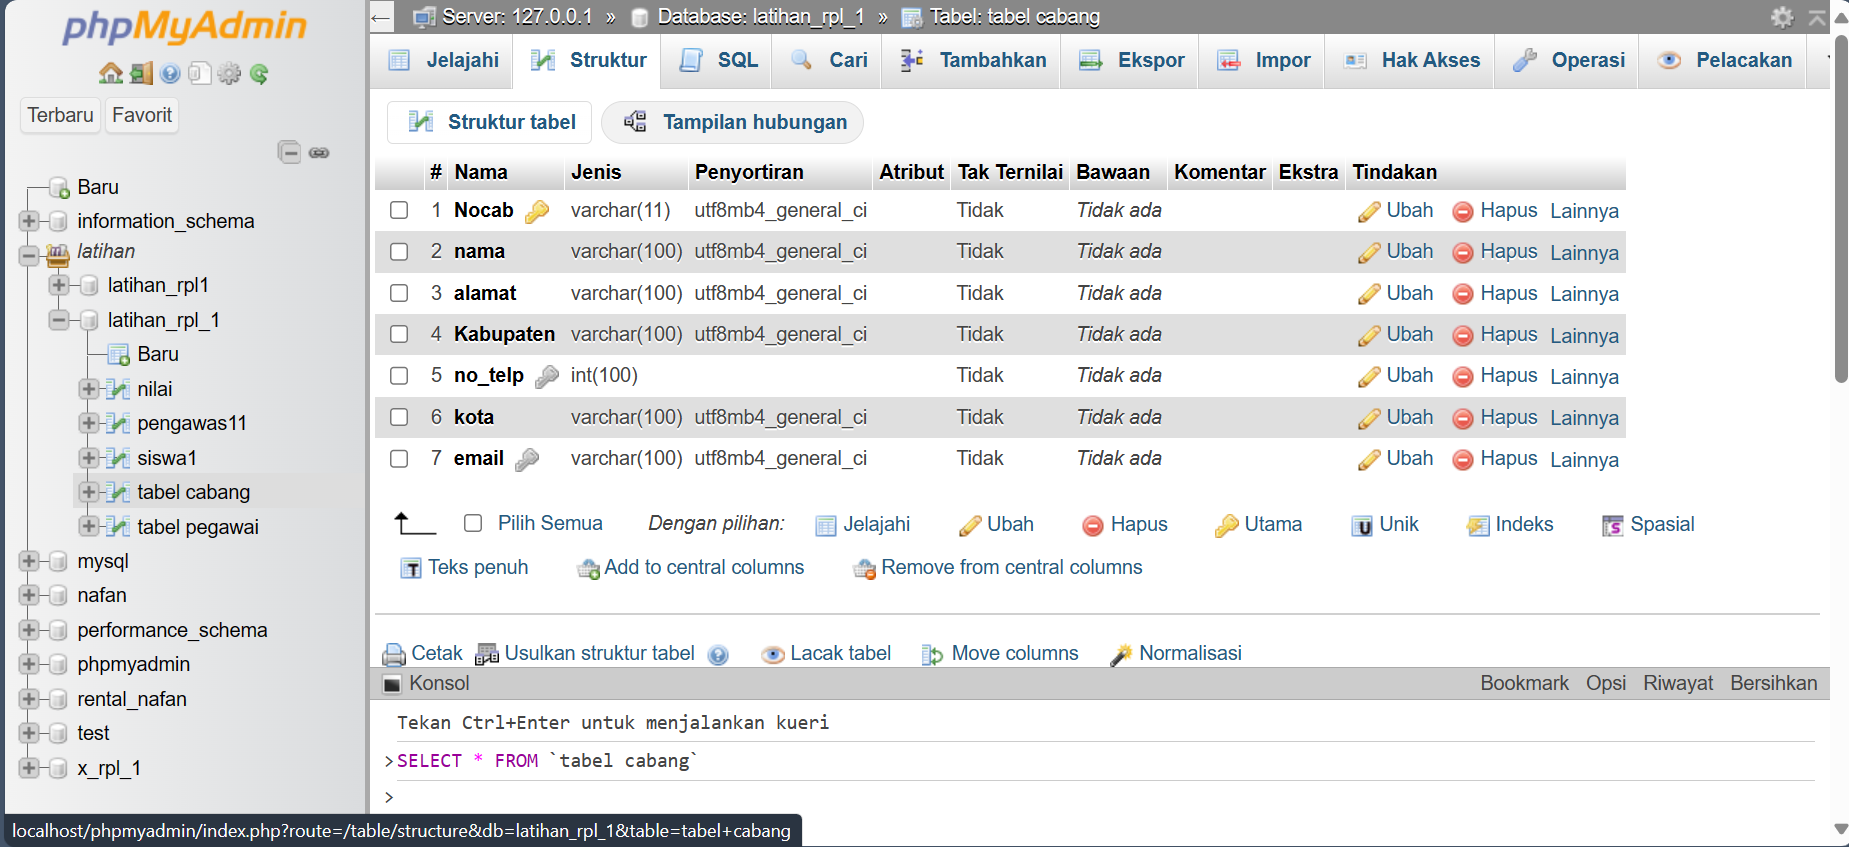 phpMyAdmin
Terbaru Favorit
Baru
information_schema
latihan
latihan_rpl1
latihan_rpl_1
Baru
nilai
pengawas11
siswa1
tabel cabang
tabel pegawai
mysql
nafan
performance_schema
phpmyadmin
rental_nafan
test
x_rpl_1
Server: 127.0.0.1 » Database: latihan_rpl_1 » Tabel: tabel cabang
Jelajahi Struktur SQL Cari Tambahkan Ekspor Impor Hak Akses Operasi Pelacakan
Struktur tabel Tampilan hubungan
# Nama Jenis Penyortiran Atribut Tak Ternilai Bawaan Komentar Ekstra Tindakan
1 Nocab varchar(11) utf8mb4_general_ci Tidak Tidak ada Ubah Hapus Lainnya
2 nama varchar(100) utf8mb4_general_ci Tidak Tidak ada Ubah Hapus Lainnya
3 alamat varchar(100) utf8mb4_general_ci Tidak Tidak ada Ubah Hapus Lainnya
4 Kabupaten varchar(100) utf8mb4_general_ci Tidak Tidak ada Ubah Hapus Lainnya
5 no_telp int(100) Tidak Tidak ada Ubah Hapus Lainnya
6 kota varchar(100) utf8mb4_general_ci Tidak Tidak ada Ubah Hapus Lainnya
7 email varchar(100) utf8mb4_general_ci Tidak Tidak ada Ubah Hapus Lainnya
Pilih Semua Dengan pilihan: Jelajahi Ubah Hapus Utama Unik Indeks Spasial
Teks penuh Add to central columns Remove from central columns
Cetak Usulkan struktur tabel Lacak tabel Move columns Normalisasi
Konsol Bookmark Opsi Riwayat Bersihkan
Tekan Ctrl+Enter untuk menjalankan kueri
>SELECT * FROM `tabel cabang`
>
localhost/phpmyadmin/index.php?route=/table/structure&db=latihan_rpl_1&table=tabel+cabang